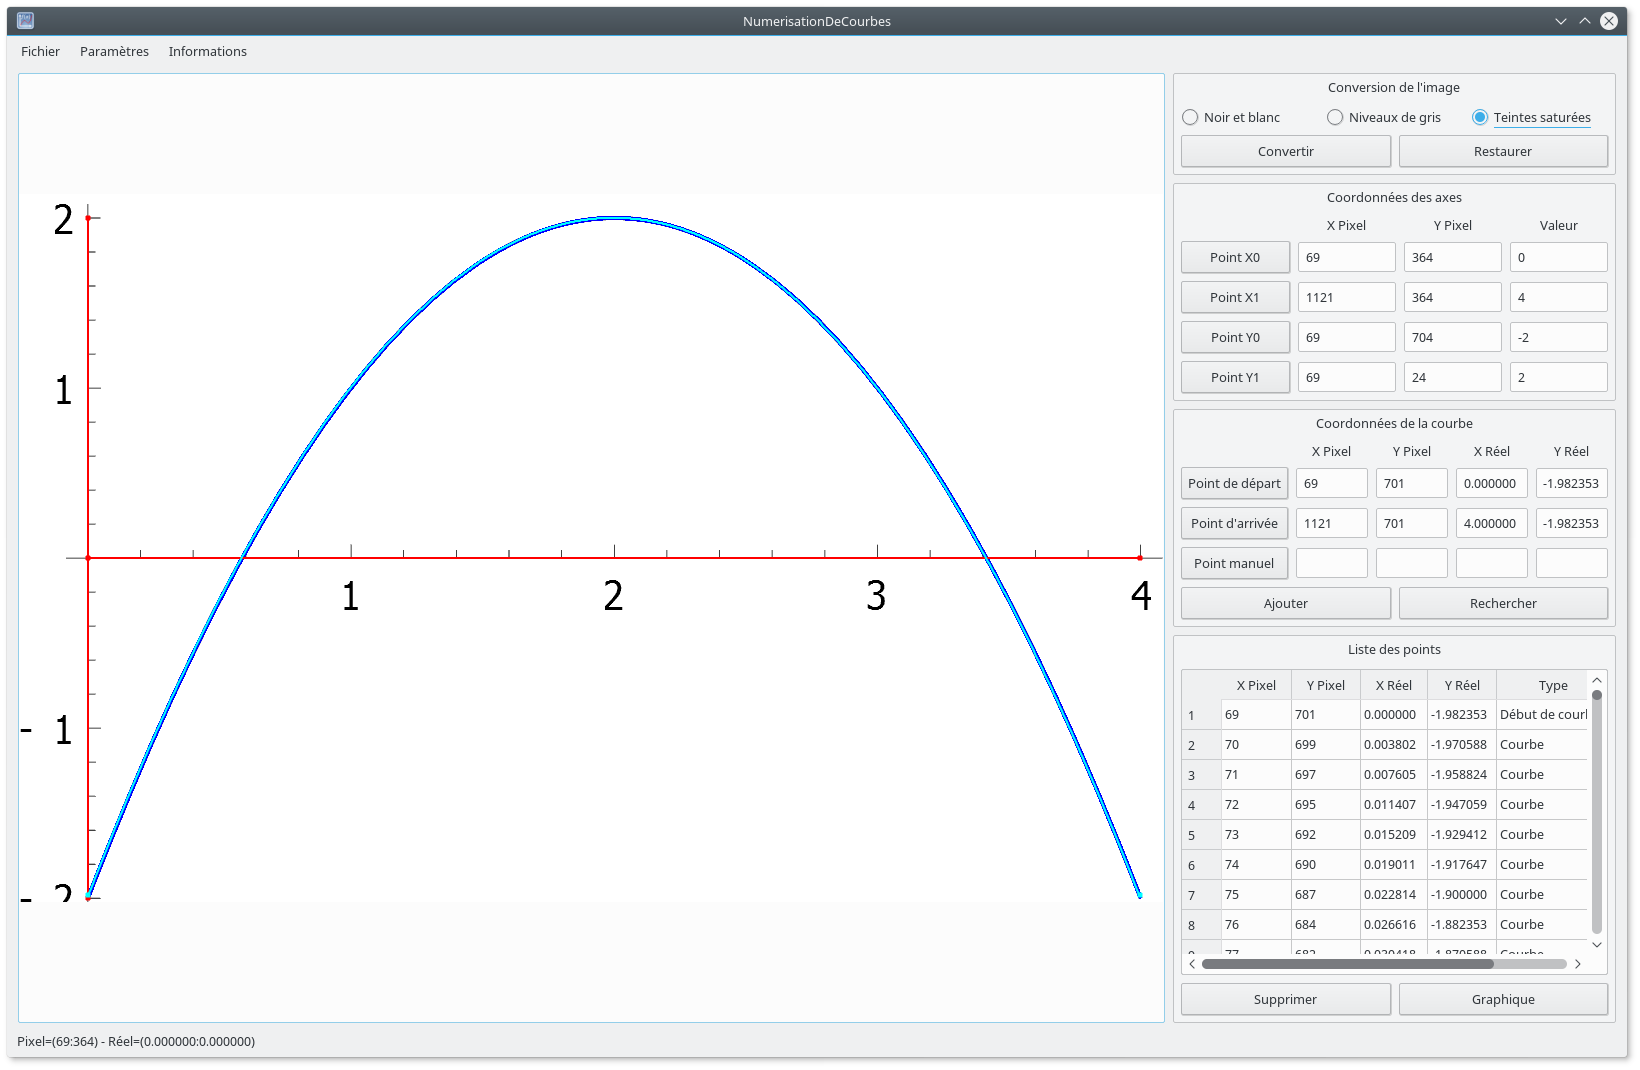 NumerisationDeCourbes
Fichier Paramètres Informations
2
1
1 2 3 4
- 1
- 2
Conversion de l'image
Noir et blanc Niveaux de gris Teintes saturées
Convertir Restaurer
Coordonnées des axes
X Pixel Y Pixel Valeur
Point X0 69 364 0
Point X1 1121 364 4
Point Y0 69 704 -2
Point Y1 69 24 2
Coordonnées de la courbe
X Pixel Y Pixel X Réel Y Réel
Point de départ 69 701 0.000000 -1.982353
Point d'arrivée 1121 701 4.000000 -1.982353
Point manuel
Ajouter Rechercher
Liste des points
X Pixel Y Pixel X Réel Y Réel Type
1 69 701 0.000000 -1.982353 Début de courl
2 70 699 0.003802 -1.970588 Courbe
3 71 697 0.007605 -1.958824 Courbe
4 72 695 0.011407 -1.947059 Courbe
5 73 692 0.015209 -1.929412 Courbe
6 74 690 0.019011 -1.917647 Courbe
7 75 687 0.022814 -1.900000 Courbe
8 76 684 0.026616 -1.882353 Courbe
9 77 682 0.030418 -1.870588 Courbe
Supprimer Graphique
Pixel=(69:364) - Réel=(0.000000:0.000000)